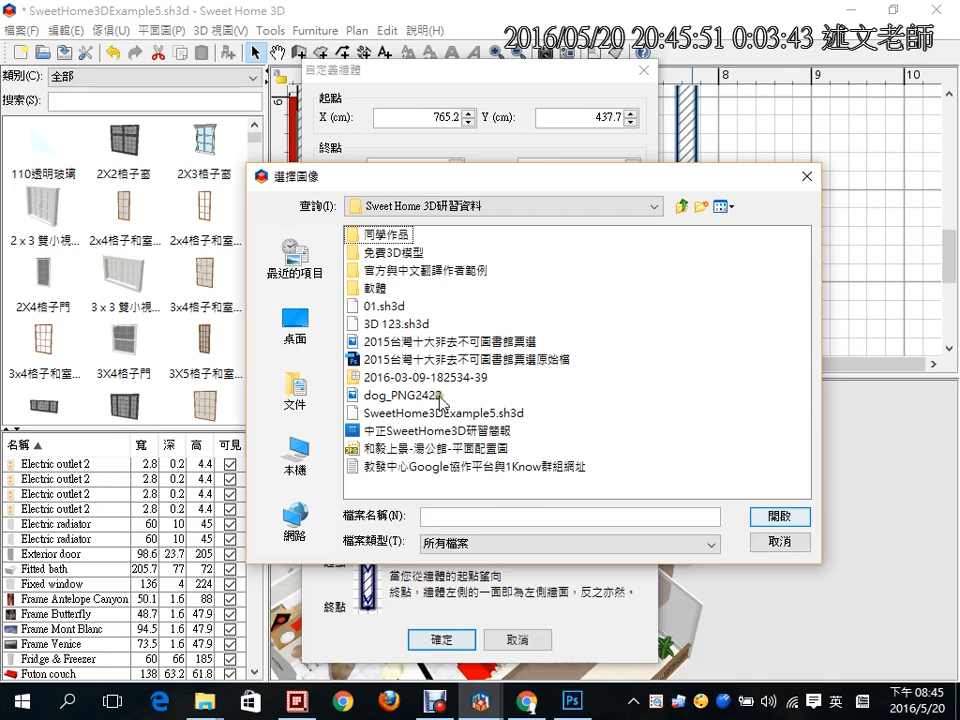 * SweetHome3DExample5.sh3d - Sweet Home 3D
檔案(F) 編輯(E) 傢俱(U) 平面圖(P) 3D 視圖(V) Tools Furniture Plan Edit 說明(H)
2016/05/20 20:45:51 0:03:43 述文老師
類別(C): 全部
搜索(S):
110透明玻璃 2X2格子窗 2X3格子窗
2 x 3 雙小視... 2x4格子和室... 2x4格子和室...
2X4格子門 3 x 3 雙小視... 3x4格子和室...
3x4格子和室... 3X4格子門 3X5格子和室...
名稱 寬 深 高 可見
Electric outlet 2 2.8 0.2 4.4
Electric outlet 2 2.8 0.2 4.4
Electric outlet 2 2.8 0.2 4.4
Electric outlet 2 2.8 0.2 4.4
Electric radiator 60 10 45
Electric radiator 60 10 45
Exterior door 98.6 23.7 205
Fitted bath 205.7 77 72
Fixed window 136 4 224
Frame Antelope Canyon 50.1 1.6 88
Frame Butterfly 48.7 1.6 47.9
Frame Mont Blanc 94.5 1.6 47.9
Frame Venice 73.5 1.6 47.9
Fridge & Freezer 60 66 185
Futon couch 138 63.2 61.8
8 9 10
6
自定義牆體
起點
X (cm): 765.2 Y (cm): 437.7
終點
選擇圖像
查詢(I): Sweet Home 3D研習資料
最近的項目
桌面
文件
本機
網路
同學作品
免費3D模型
官方與中文翻譯作者範例
軟體
01.sh3d
3D 123.sh3d
2015台灣十大非去不可圖書館票選
2015台灣十大非去不可圖書館票選原始檔
2016-03-09-182534-39
dog_PNG2422
SweetHome3DExample5.sh3d
中正SweetHome3D研習簡報
和毅上景-湯公館-平面配置圖
教發中心Google協作平台與1Know群組網址
檔案名稱(N): 開啟
檔案類型(T): 所有檔案 取消
當您從牆體的起點望向
終點，牆體左側的一面即為左側牆面，反之亦然。
終點
確定 取消
英
下午 08:45
2016/5/20